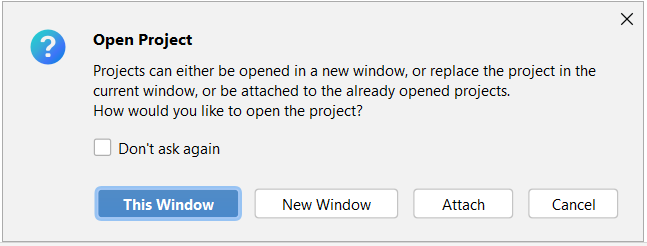 Open Project
Projects can either be opened in a new window, or replace the project in the
current window, or be attached to the already opened projects.
How would you like to open the project?
Don't ask again
This Window
New Window
Attach
Cancel